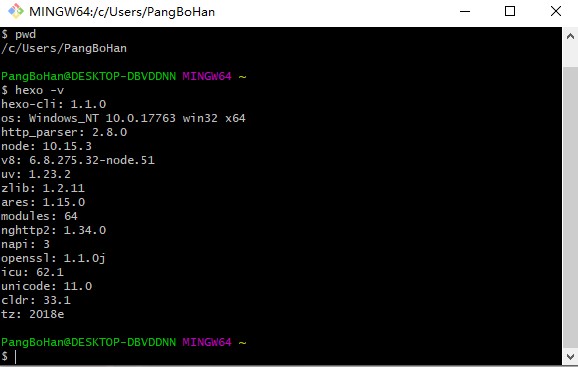 MINGW64:/c/Users/PangBoHan
$ pwd
/c/Users/PangBoHan
PangBoHan@DESKTOP-DBVDDNN MINGW64 ~
$ hexo -v
hexo-cli: 1.1.0
os: Windows_NT 10.0.17763 win32 x64
http_parser: 2.8.0
node: 10.15.3
v8: 6.8.275.32-node.51
uv: 1.23.2
zlib: 1.2.11
ares: 1.15.0
modules: 64
nghttp2: 1.34.0
napi: 3
openssl: 1.1.0j
icu: 62.1
unicode: 11.0
cldr: 33.1
tz: 2018e
PangBoHan@DESKTOP-DBVDDNN MINGW64 ~
$